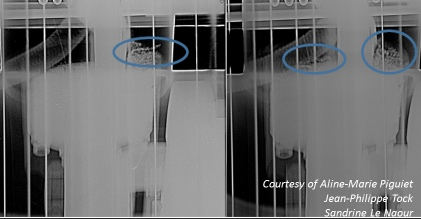 Courtesy of Aline-Marie Piguiet
Jean-Philippe Tock
Sandrine Le Naour